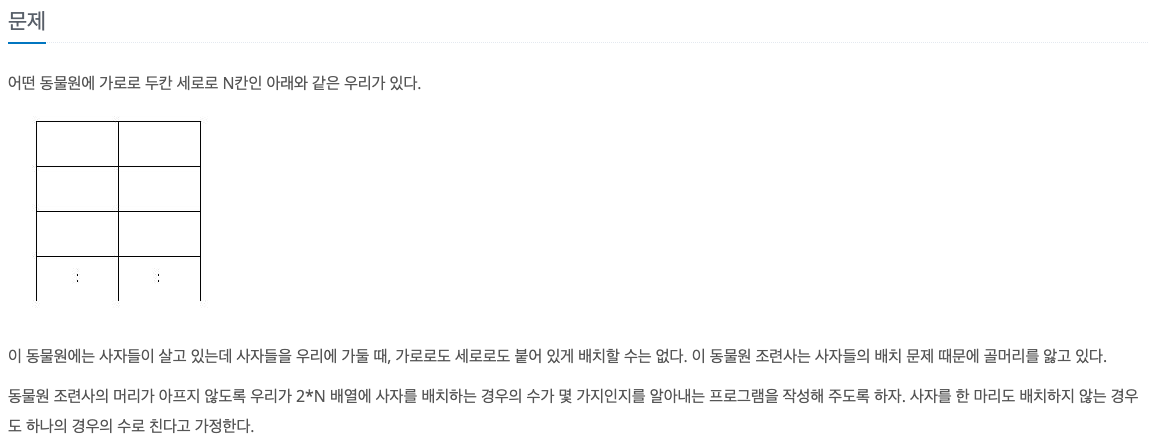 문제
어떤 동물원에 가로로 두칸 세로로 N칸인 아래와 같은 우리가 있다.
: :
이 동물원에는 사자들이 살고 있는데 사자들을 우리에 가둘 때, 가로로도 세로로도 붙어 있게 배치할 수는 없다. 이 동물원 조련사는 사자들의 배치 문제 때문에 골머리를 앓고 있다.
동물원 조련사의 머리가 아프지 않도록 우리가 2*N 배열에 사자를 배치하는 경우의 수가 몇 가지인지를 알아내는 프로그램을 작성해 주도록 하자. 사자를 한 마리도 배치하지 않는 경우
도 하나의 경우의 수로 친다고 가정한다.